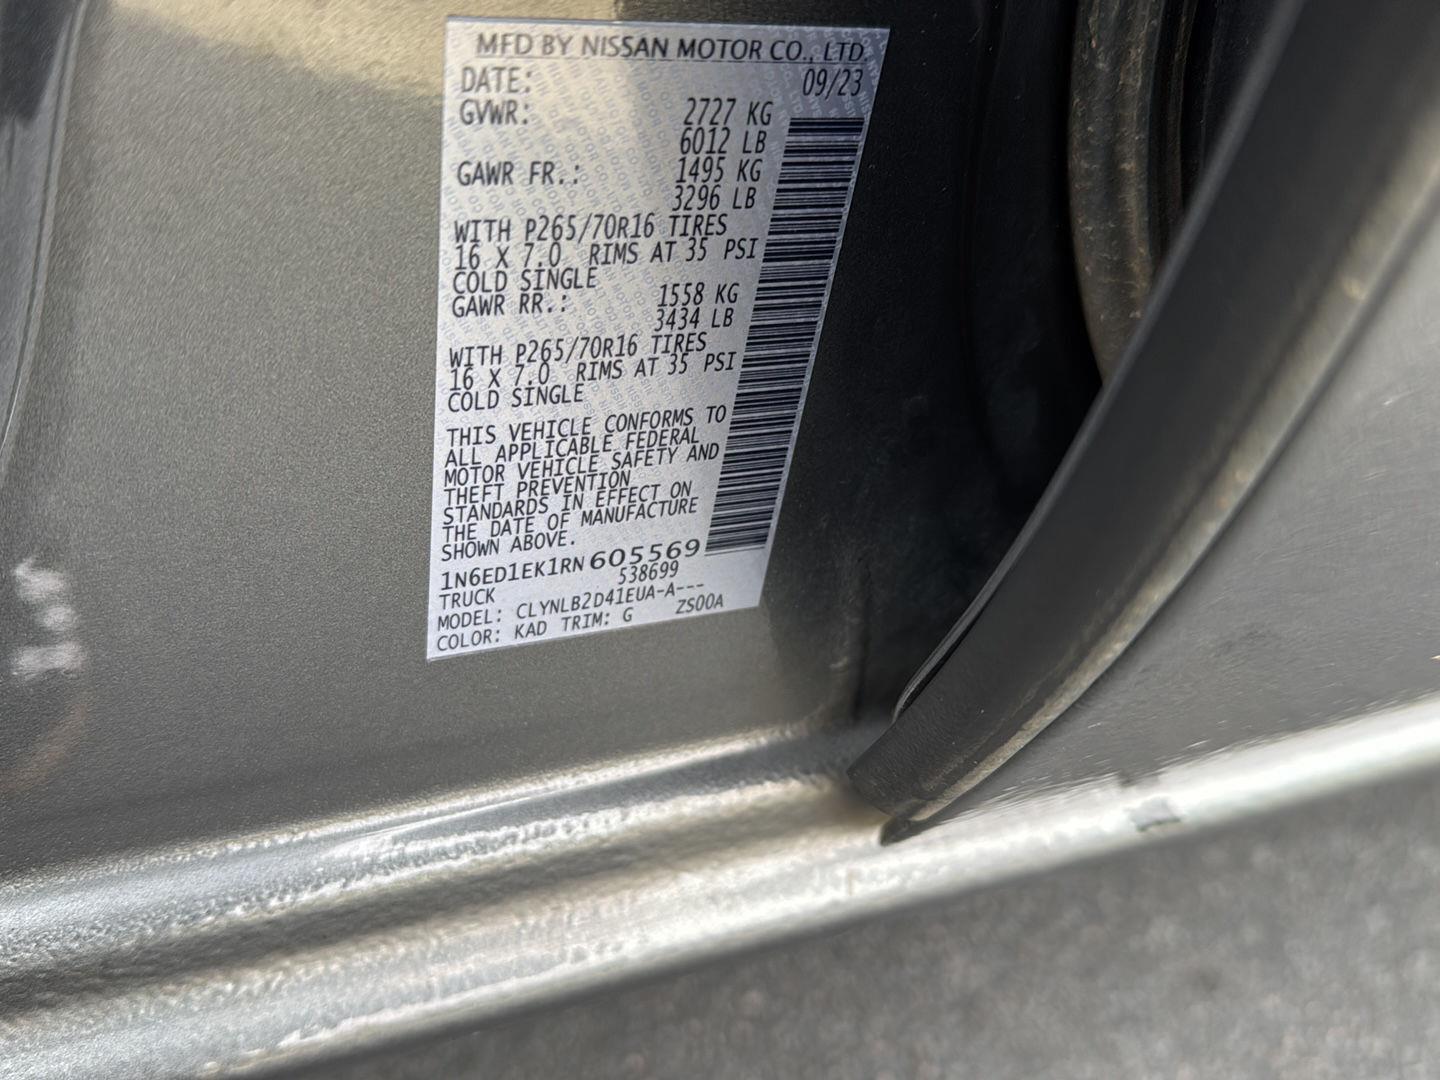 MFD BY NISSAN MOTOR CO., LTD.
DATE: 09/23
GVWR: 2727 KG
6012 LB
GAWR FR.: 1495 KG
3296 LB
WITH P265/70R16 TIRES
16 X 7.0 RIMS AT 35 PSI
COLD SINGLE
GAWR RR.: 1558 KG
3434 LB
WITH P265/70R16 TIRES
16 X 7.0 RIMS AT 35 PSI
COLD SINGLE
THIS VEHICLE CONFORMS TO
ALL APPLICABLE FEDERAL
MOTOR VEHICLE SAFETY AND
THEFT PREVENTION
STANDARDS IN EFFECT ON
THE DATE OF MANUFACTURE
SHOWN ABOVE.
1N6ED1EK1RN605569
538699
TRUCK
MODEL: CLYNLB2D41EUA-A---
COLOR: KAD TRIM: G ZS00A